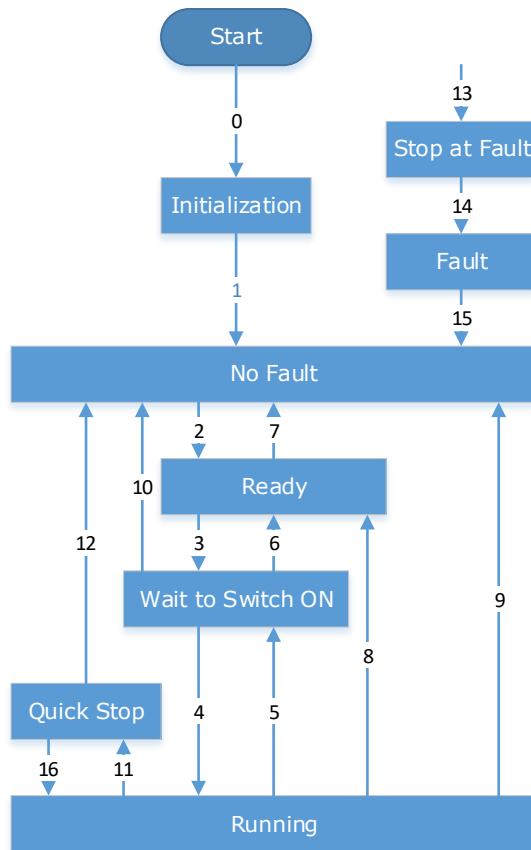 Start
0
13
Stop at Fault
Initialization
14
Fault
1
15
No Fault
2
7
10
Ready
12
3
6
9
Wait to Switch ON
8
Quick Stop
4
5
16
11
Running